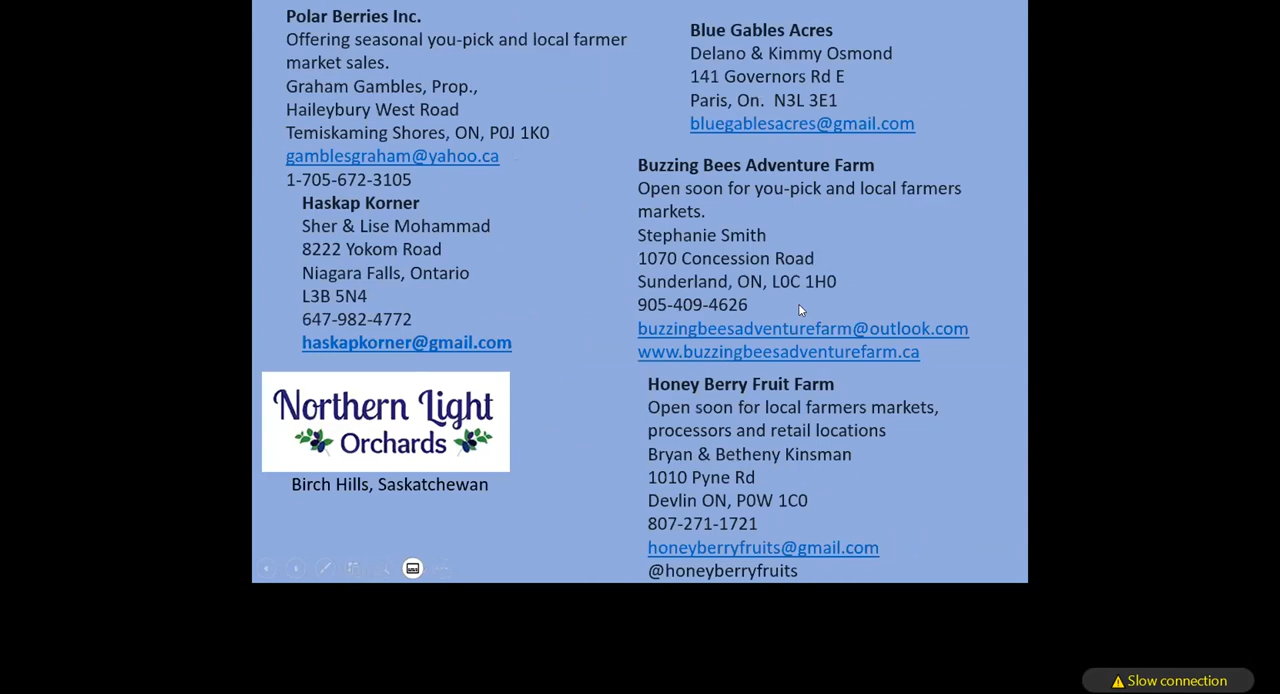 Polar Berries Inc.
Offering seasonal you-pick and local farmer
market sales.
Graham Gambles, Prop.,
Haileybury West Road
Temiskaming Shores, ON, P0J 1K0
gamblesgraham@yahoo.ca
1-705-672-3105
Haskap Korner
Sher & Lise Mohammad
8222 Yokom Road
Niagara Falls, Ontario
L3B 5N4
647-982-4772
haskapkorner@gmail.com
Northern Light
Orchards
Birch Hills, Saskatchewan
Blue Gables Acres
Delano & Kimmy Osmond
141 Governors Rd E
Paris, On.  N3L 3E1
bluegablesacres@gmail.com
Buzzing Bees Adventure Farm
Open soon for you-pick and local farmers
markets.
Stephanie Smith
1070 Concession Road
Sunderland, ON, L0C 1H0
905-409-4626
buzzingbeesadventurefarm@outlook.com
www.buzzingbeesadventurefarm.ca
Honey Berry Fruit Farm
Open soon for local farmers markets,
processors and retail locations
Bryan & Betheny Kinsman
1010 Pyne Rd
Devlin ON, P0W 1C0
807-271-1721
honeyberryfruits@gmail.com
@honeyberryfruits
Slow connection